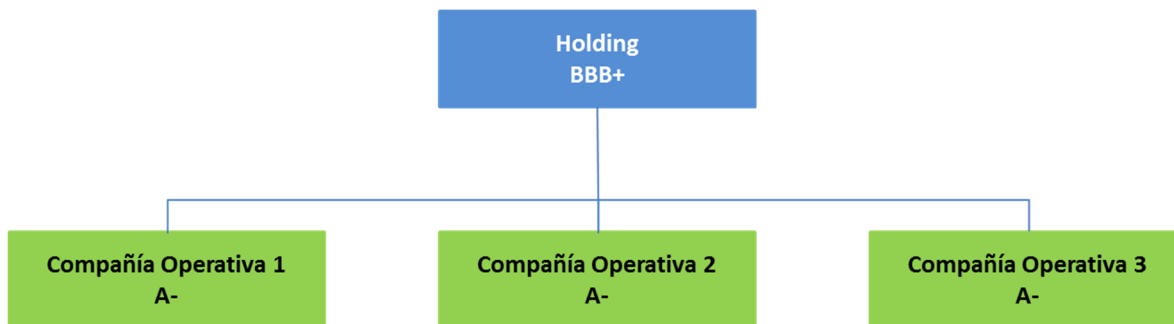 Holding
BBB+
Compañía Operativa 1
A-
Compañía Operativa 2
A-
Compañía Operativa 3
A-